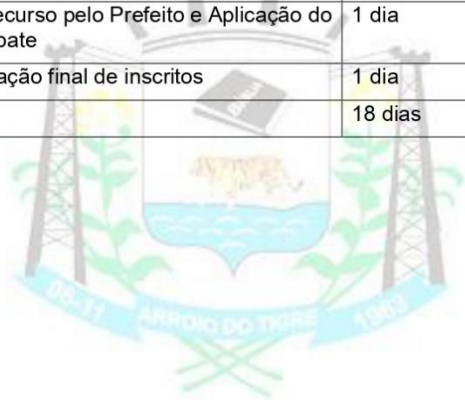 ecurso pelo Prefeito e Aplicação do
pate
1 dia
ação final de inscritos
1 dia
18 dias
06-11
ARROIO DO TIGRE
1963